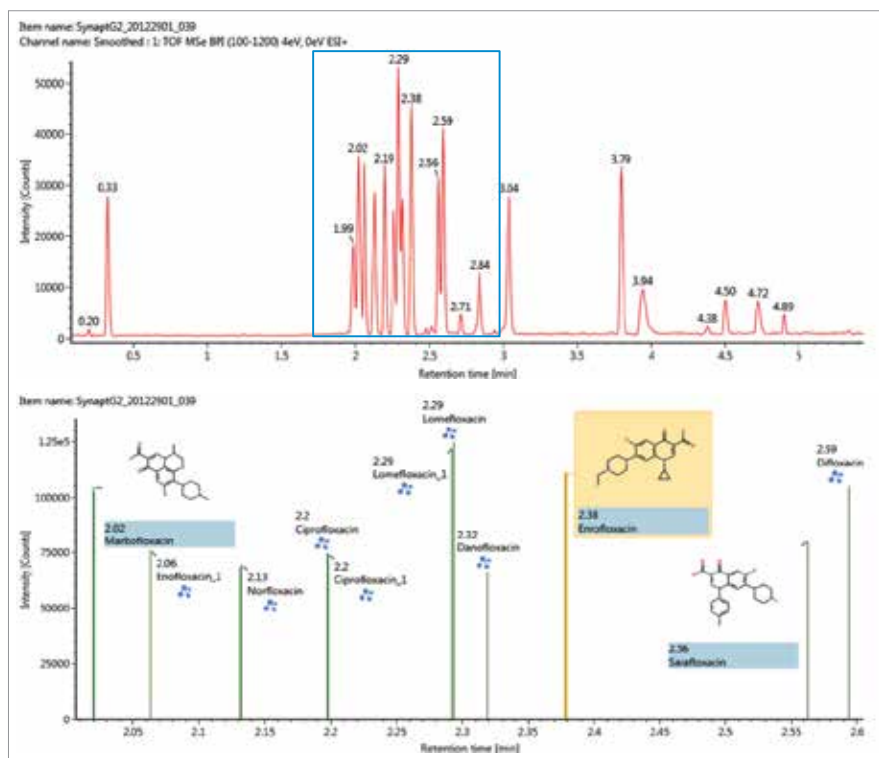 Item name: SynaptG2_20122901_039
Channel name: Smoothed : 1: TOF MSe BPI (100-1200) 4eV, 0eV ESI+
Intensity [Counts]
50000
40000
30000
20000
10000
0
0.20
0.33
1.99
2.02
2.19
2.29
2.38
2.56
2.59
2.71
2.84
3.04
3.79
3.94
4.38
4.50
4.72
4.89
0.5 1 1.5 2 2.5 3 3.5 4 4.5 5
Retention time [min]
Item name: SynaptG2_20122901_039
Intensity [Counts]
1.25e5
100000
75000
50000
25000
0
2.02
Marbofloxacin
2.06
Enofloxacin_1
2.13
Norfloxacin
2.2
Ciprofloxacin
2.2
Ciprofloxacin_1
2.29
Lomefloxacin_1
2.29
Lomefloxacin
2.32
Danofloxacin
2.38
Enrofloxacin
2.56
Sarafloxacin
2.59
Difloxacin
2.05 2.1 2.15 2.2 2.25 2.3 2.35 2.4 2.45 2.5 2.55 2.6
Retention time [min]